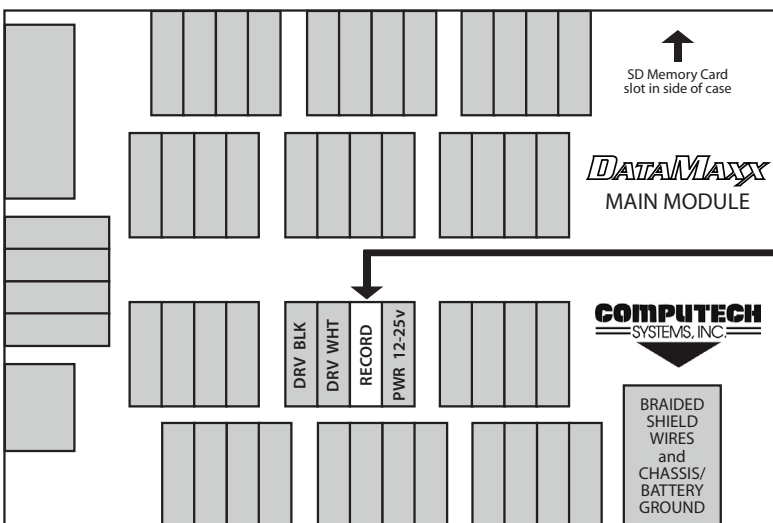 SD Memory Card
slot in side of case
DATAMAXX
MAIN MODULE
DRV BLK
DRV WHT
RECORD
PWR 12-25v
COMPUTECH
SYSTEMS, INC.
BRAIDED
SHIELD
WIRES
and
CHASSIS/
BATTERY
GROUND